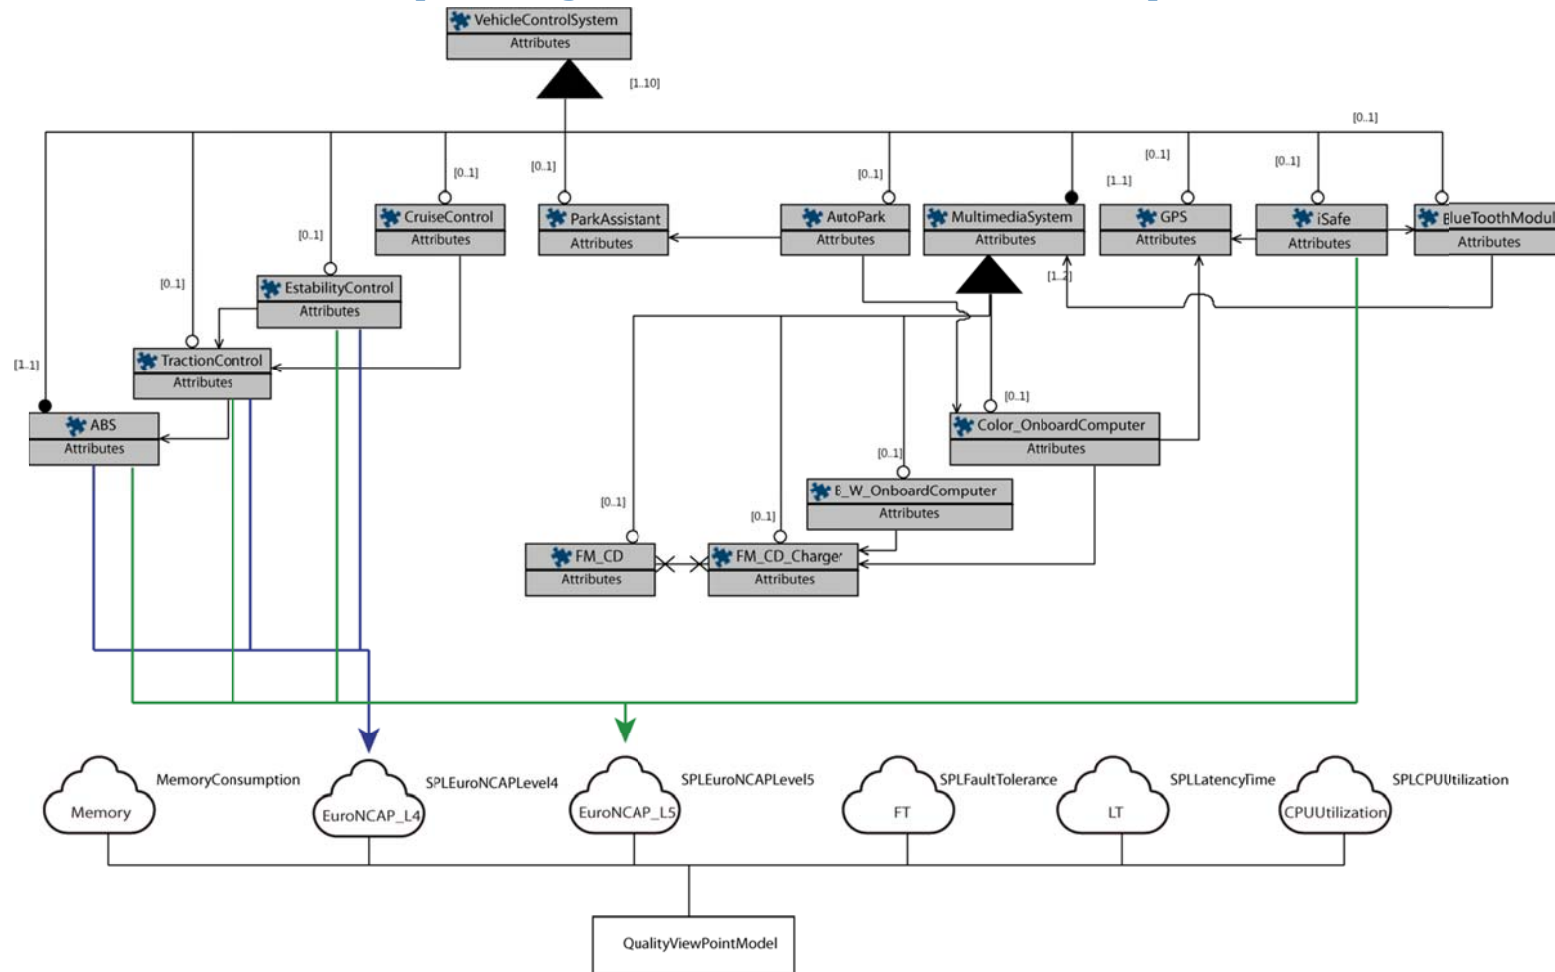 VehicleControlSystem
Attributes
[1..10]
[0..1]
[0..1]
[0..1]
[0..1]
[0..1]
[0..1]
[1..1]
CruiseControl
Attributes
ParkAssistant
Attributes
AutoPark
Attributes
MultimediaSystem
Attributes
GPS
Attributes
iSafe
Attributes
BlueToothModul
Attributes
[0..1]
[1..2]
EstabilityControl
Attributes
[0..1]
TractionControl
Attributes
[1..1]
ABS
Attributes
[0..1]
Color_OnboardComputer
Attributes
[0..1]
B_W_OnboardComputer
Attributes
[0..1]
[0..1]
FM_CD
Attributes
FM_CD_Charger
Attributes
MemoryConsumption
Memory
SPLEuroNCAPLevel4
EuroNCAP_L4
SPLEuroNCAPLevel5
EuroNCAP_L5
SPLFaultTolerance
FT
SPLLatencyTime
LT
SPLCPUUtilization
CPUUtilization
QualityViewPointModel